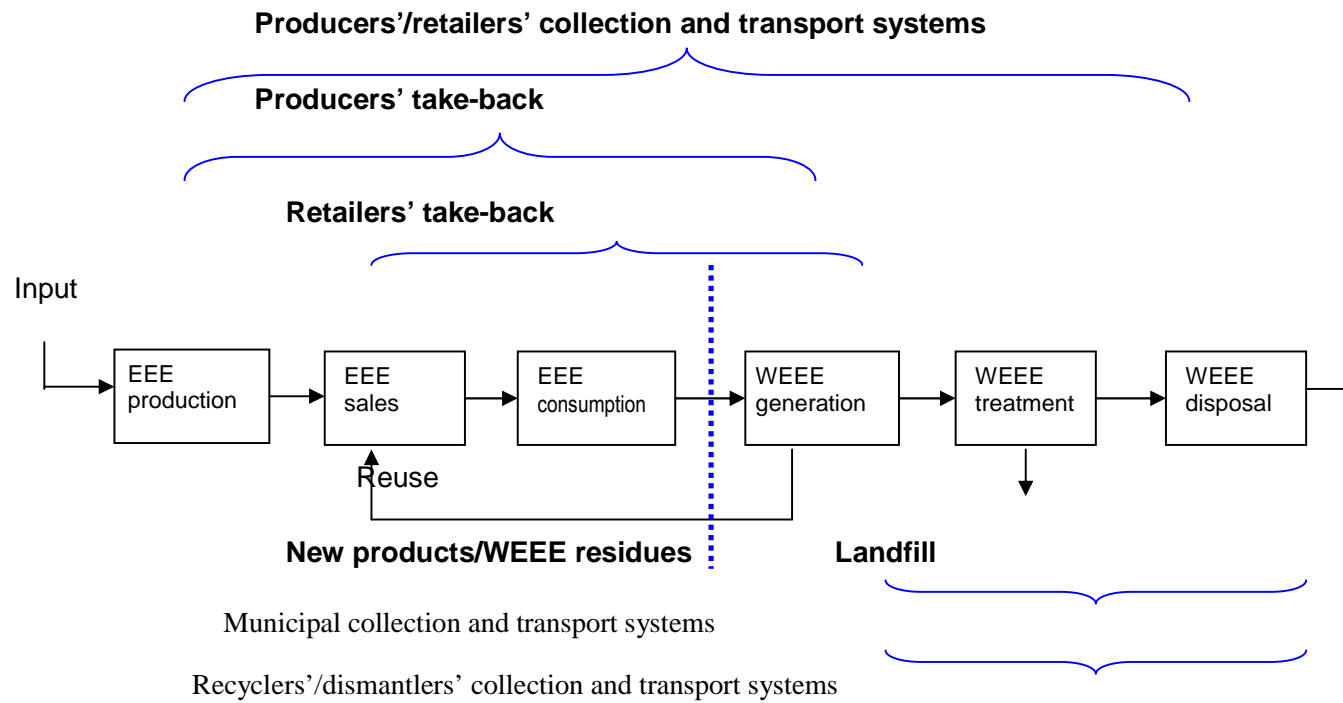 Producers’/retailers’ collection and transport systems
Producers’ take-back
Retailers’ take-back
Input
EEE
production
EEE
sales
EEE
consumption
WEEE
generation
WEEE
treatment
WEEE
disposal
Reuse
New products/WEEE residues
Landfill
Municipal collection and transport systems
Recyclers’/dismantlers’ collection and transport systems